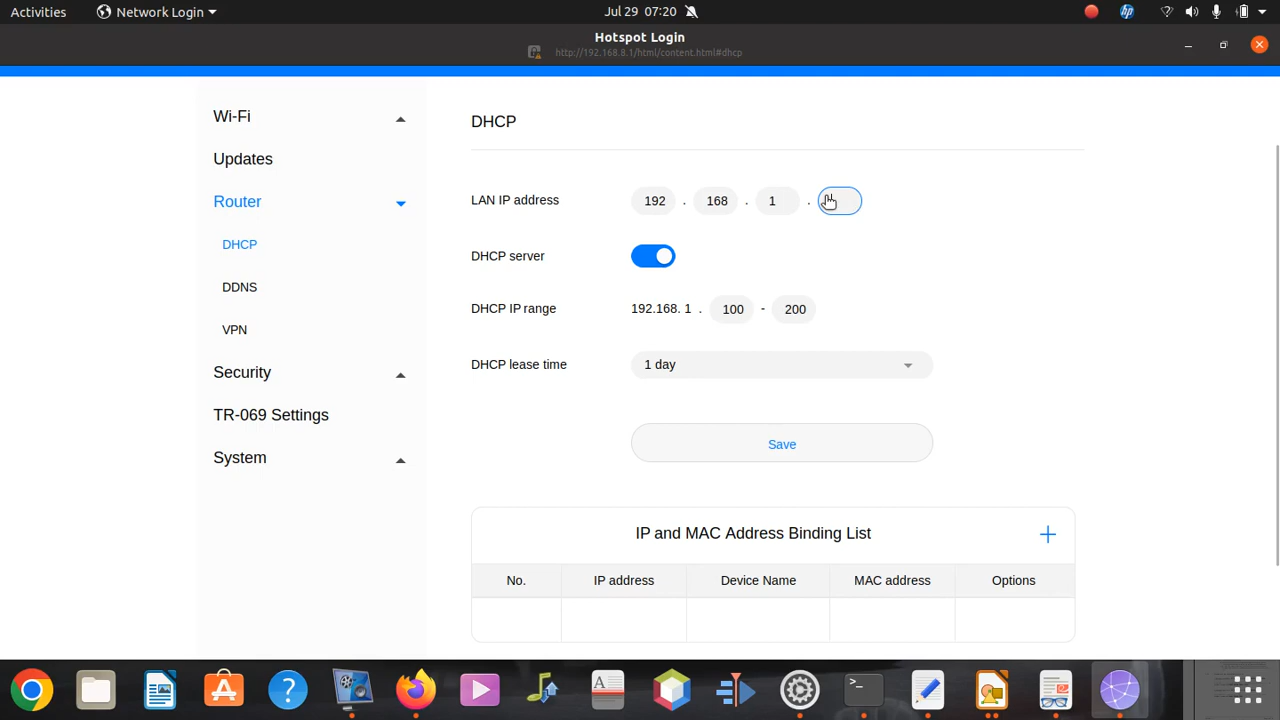 Activities Network Login Jul 29 07:20
Hotspot Login
http://192.168.8.1/html/content.html#dhcp
Wi-Fi
Updates
Router
DHCP
DDNS
VPN
Security
TR-069 Settings
System
DHCP
LAN IP address 192 . 168 . 1 .
DHCP server
DHCP IP range 192.168. 1 . 100 - 200
DHCP lease time 1 day
Save
IP and MAC Address Binding List +
No. IP address Device Name MAC address Options